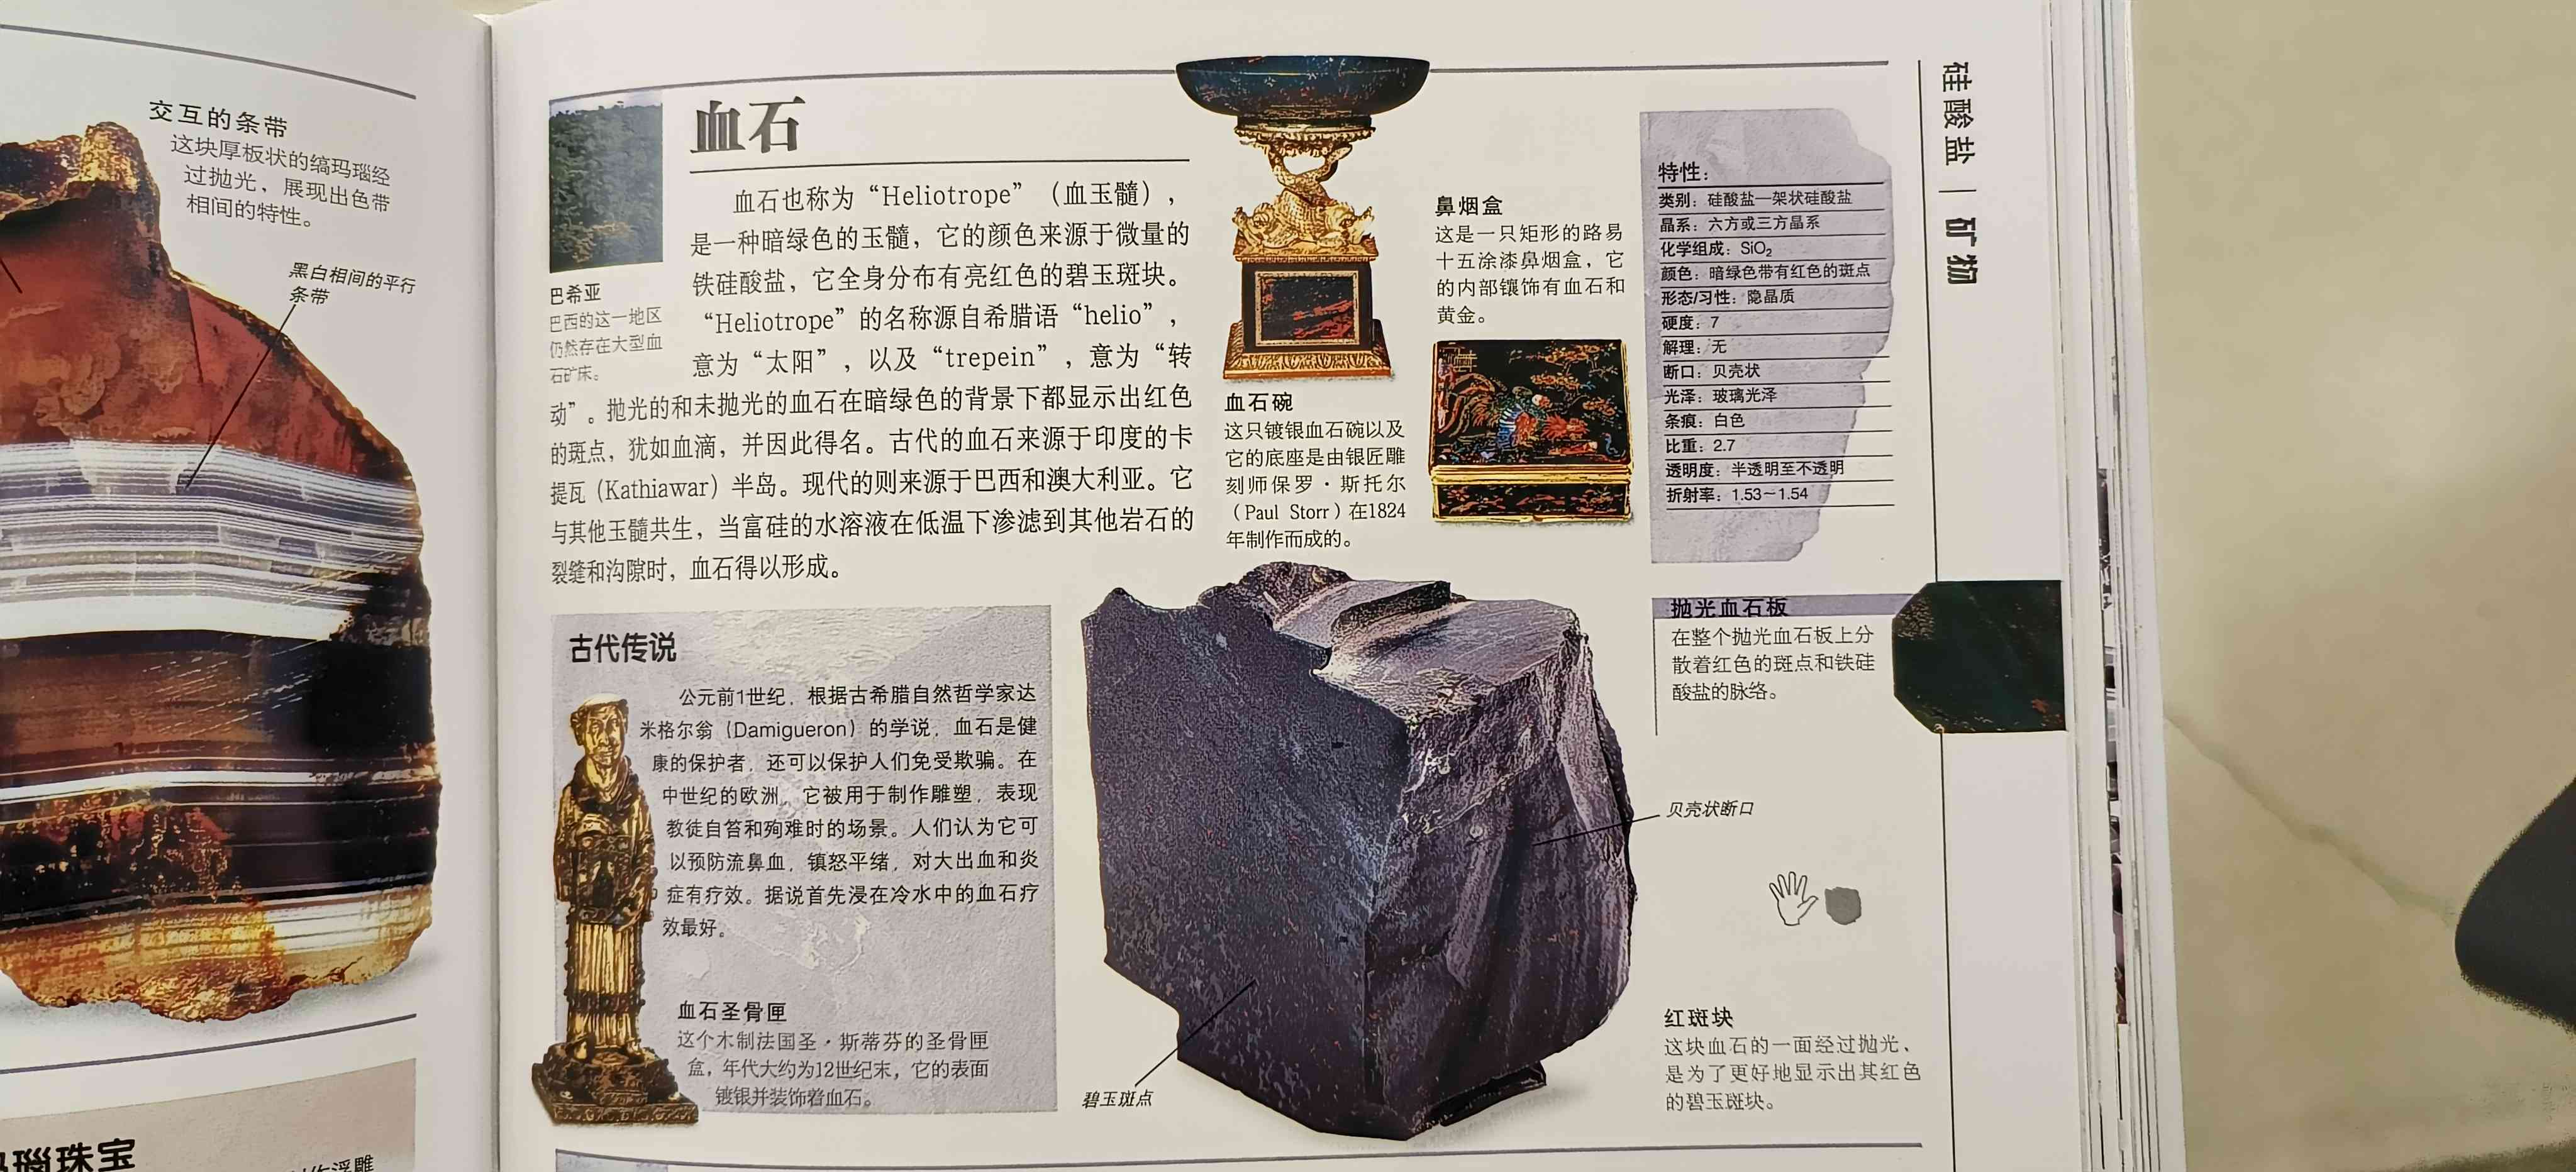 交互的条带
这块厚板状的缟玛瑙经
过抛光，展现出色带
相间的特性。
黑白相间的平行
条带
玛瑙珠宝
浮雕
血石
血石也称为“Heliotrope”（血玉髓），
是一种暗绿色的玉髓，它的颜色来源于微量的
铁硅酸盐，它全身分布有亮红色的碧玉斑块。
“Heliotrope”的名称源自希腊语“helio”，
意为“太阳”，以及“trepein”，意为“转
动”。抛光的和未抛光的血石在暗绿色的背景下都显示出红色
的斑点，犹如血滴，并因此得名。古代的血石来源于印度的卡
提瓦（Kathiawar）半岛。现代的则来源于巴西和澳大利亚。它
与其他玉髓共生，当富硅的水溶液在低温下渗滤到其他岩石的
裂缝和沟隙时，血石得以形成。
巴希亚
巴西的这一地区
仍然存在大型血
石矿床。
血石碗
这只镀银血石碗以及
它的底座是由银匠雕
刻师保罗·斯托尔
（Paul Storr）在1824
年制作而成的。
鼻烟盒
这是一只矩形的路易
十五涂漆鼻烟盒，它
的内部镶饰有血石和
黄金。
特性：
类别：硅酸盐—架状硅酸盐
晶系：六方或三方晶系
化学组成：SiO₂
颜色：暗绿色带有红色的斑点
形态/习性：隐晶质
硬度：7
解理：无
断口：贝壳状
光泽：玻璃光泽
条痕：白色
比重：2.7
透明度：半透明至不透明
折射率：1.53~1.54
硅酸盐 | 矿物
古代传说
公元前1世纪，根据古希腊自然哲学家达
米格尔翁（Damigueron）的学说，血石是健
康的保护者，还可以保护人们免受欺骗。在
中世纪的欧洲，它被用于制作雕塑，表现
教徒自笞和殉难时的场景。人们认为它可
以预防流鼻血，镇怒平绪，对大出血和炎
症有疗效。据说首先浸在冷水中的血石疗
效最好。
血石圣骨匣
这个木制法国圣·斯蒂芬的圣骨匣
盒，年代大约为12世纪末，它的表面
镀银并装饰着血石。
抛光血石板
在整个抛光血石板上分
散着红色的斑点和铁硅
酸盐的脉络。
贝壳状断口
碧玉斑点
红斑块
这块血石的一面经过抛光，
是为了更好地显示出其红色
的碧玉斑块。